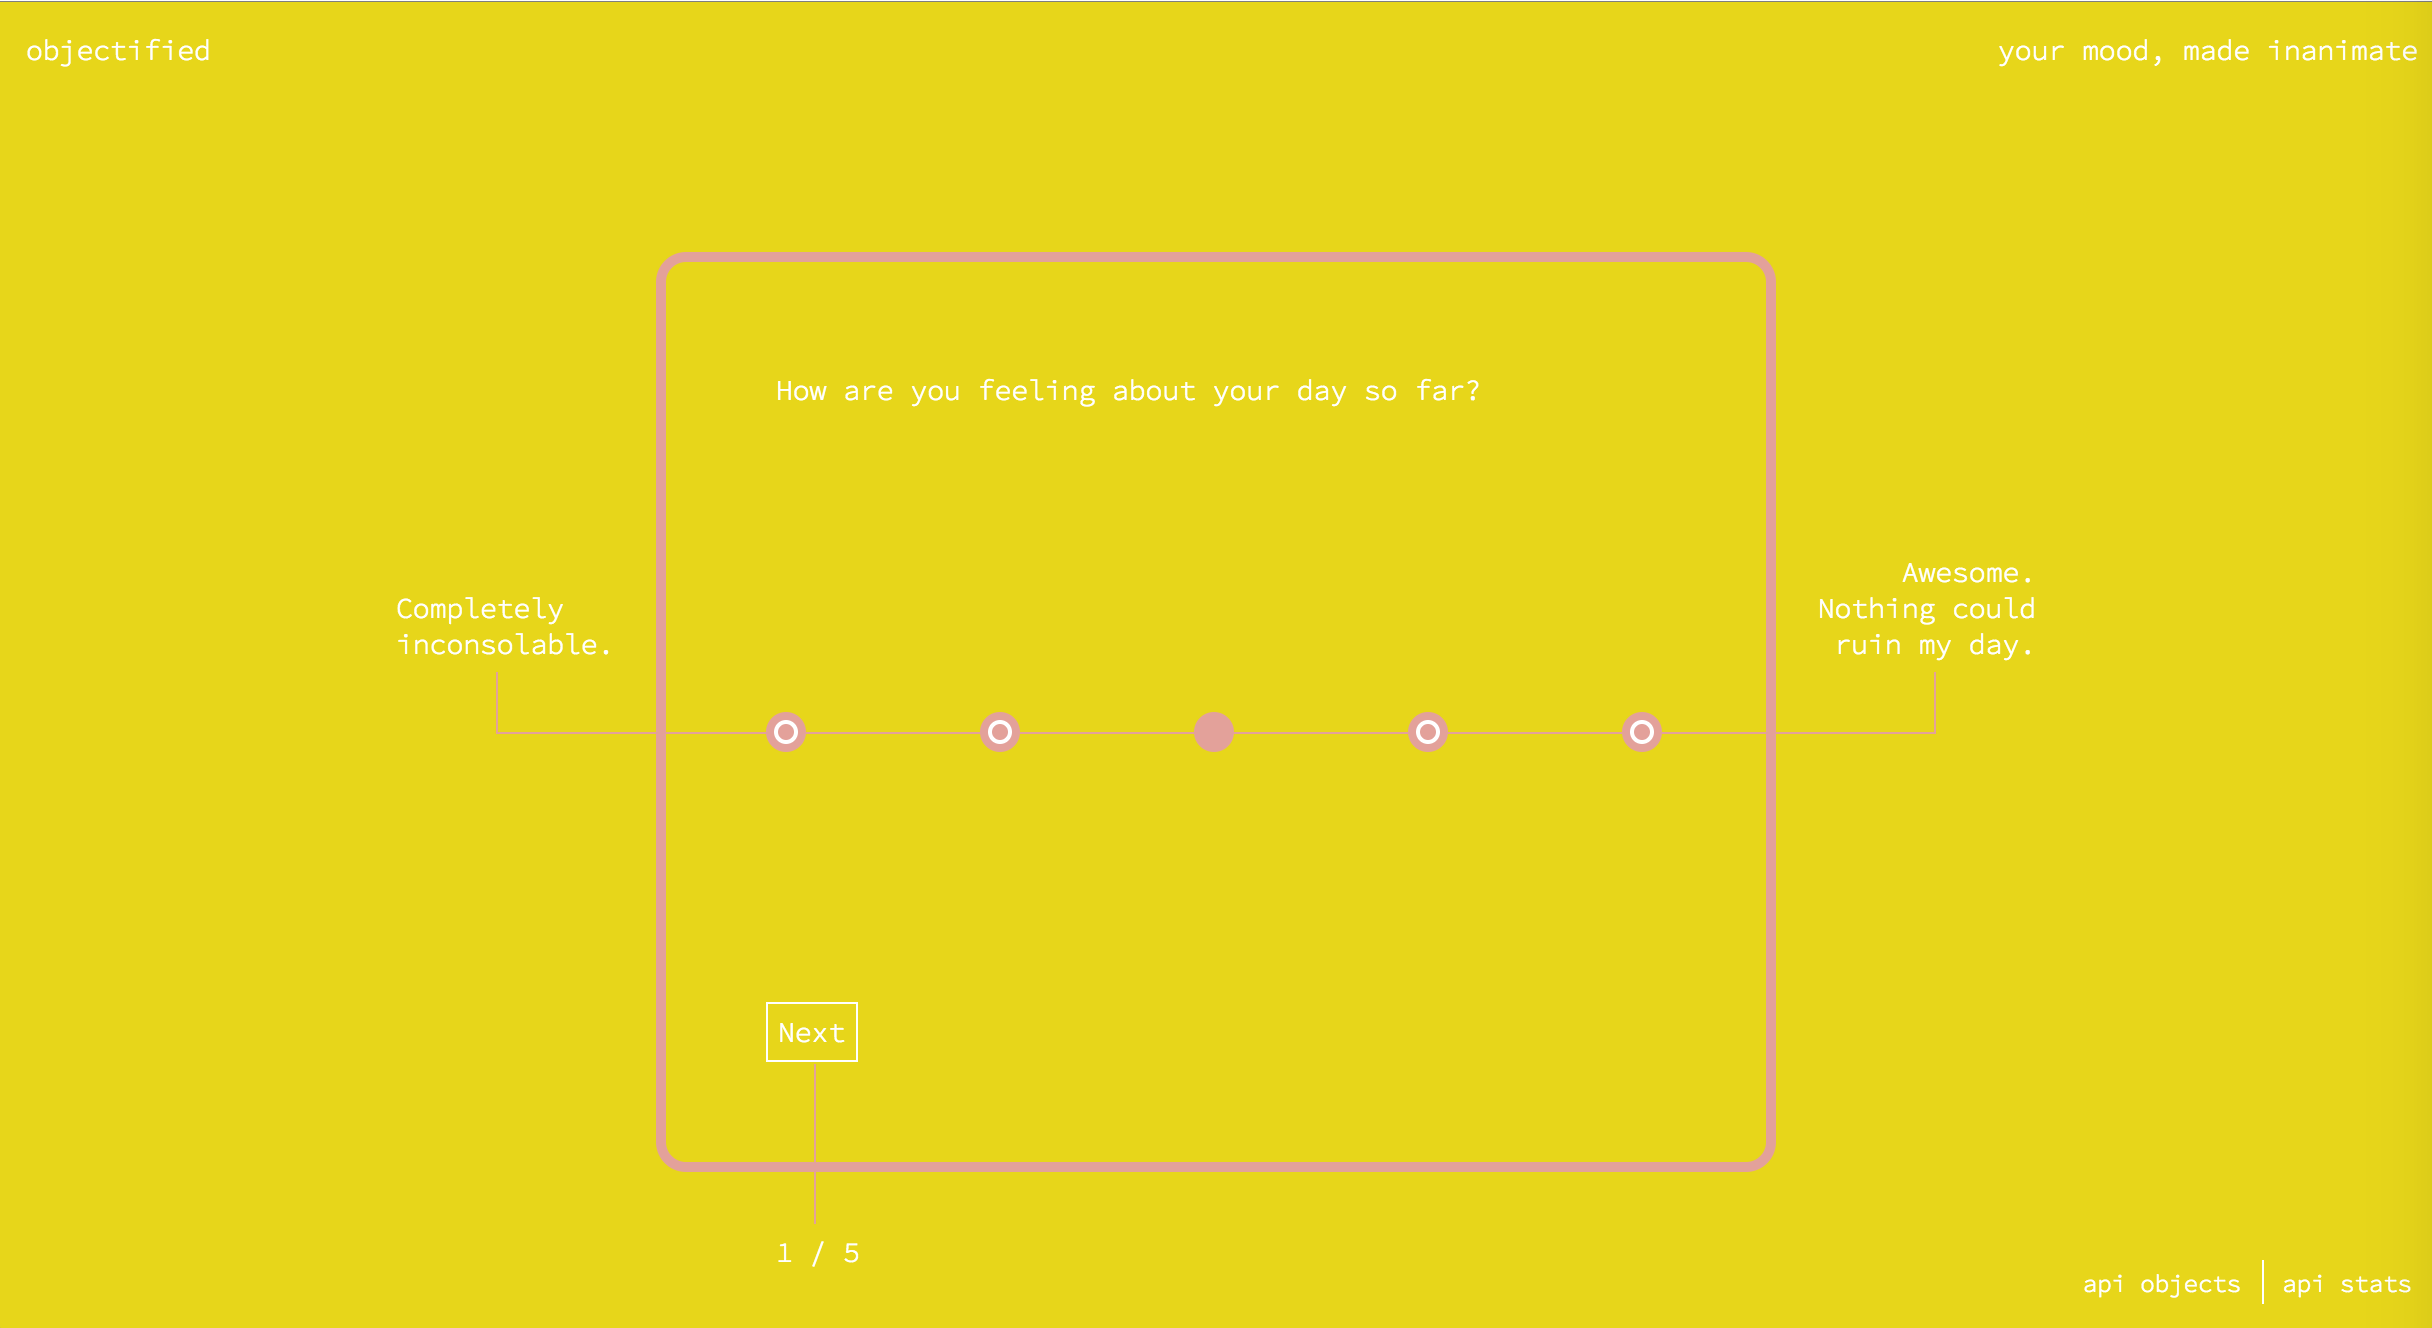 objectified
your mood, made inanimate
How are you feeling about your day so far?
Completely
inconsolable.
Awesome.
Nothing could
ruin my day.
Next
1 / 5
api objects
api stats